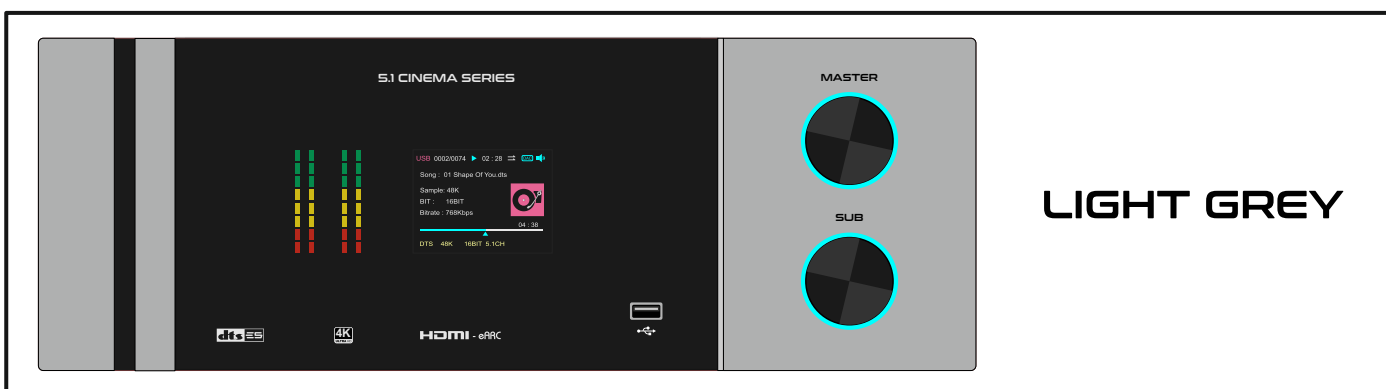 5.1 CINEMA SERIES
MASTER
USB 0002/0074 02 : 28
Song : 01 Shape Of You.dts
Sample: 48K
BIT : 16BIT
Bitrate : 768Kbps
04 : 38
DTS 48K 16BIT 5.1CH
SUB
LIGHT GREY
dts ES
4K
HDMI - eARC